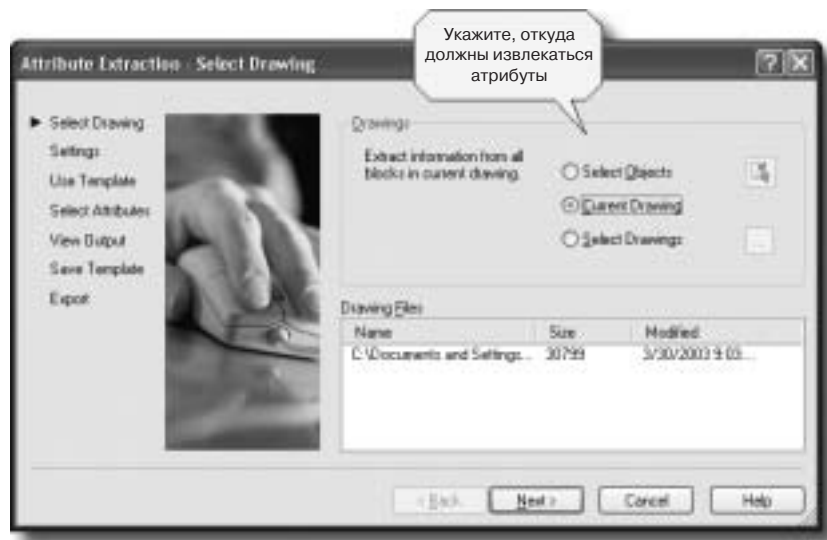 Укажите, откуда
должны извлекаться
атрибуты
Attribute Extraction - Select Drawing
Select Drawing
Settings
Use Template
Select Attributes
View Output
Save Template
Export
Drawings
Extract information from all
blocks in current drawing.
Select Objects
Current Drawing
Select Drawings
...
Drawing Files
Name Size Modified
C:\Documents and Settings... 30799 3/30/2003 9:03:...
< Back Next > Cancel Help